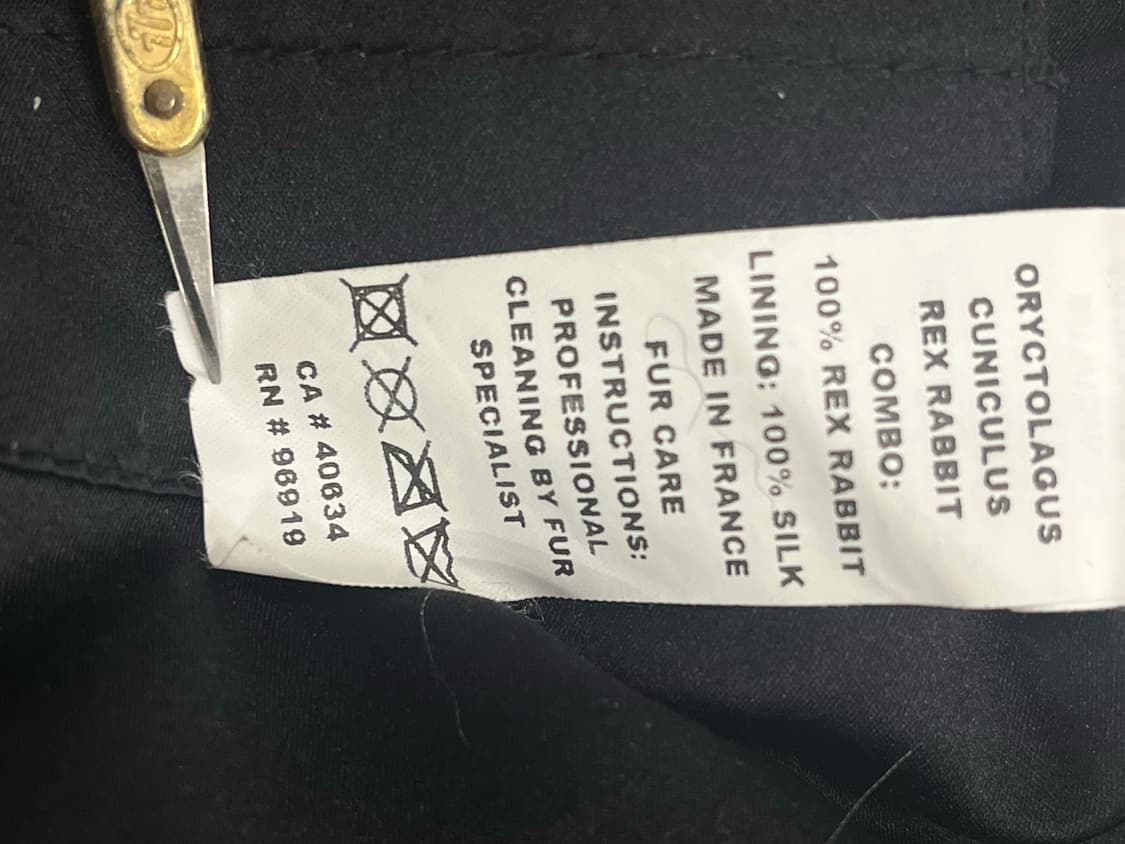 ORYCTOLAGUS
CUNICULUS
REX RABBIT
COMBO:
100% REX RABBIT
LINING: 100% SILK
MADE IN FRANCE
FUR CARE
INSTRUCTIONS:
PROFESSIONAL
CLEANING BY FUR
SPECIALIST
CA # 40634
RN # 96919